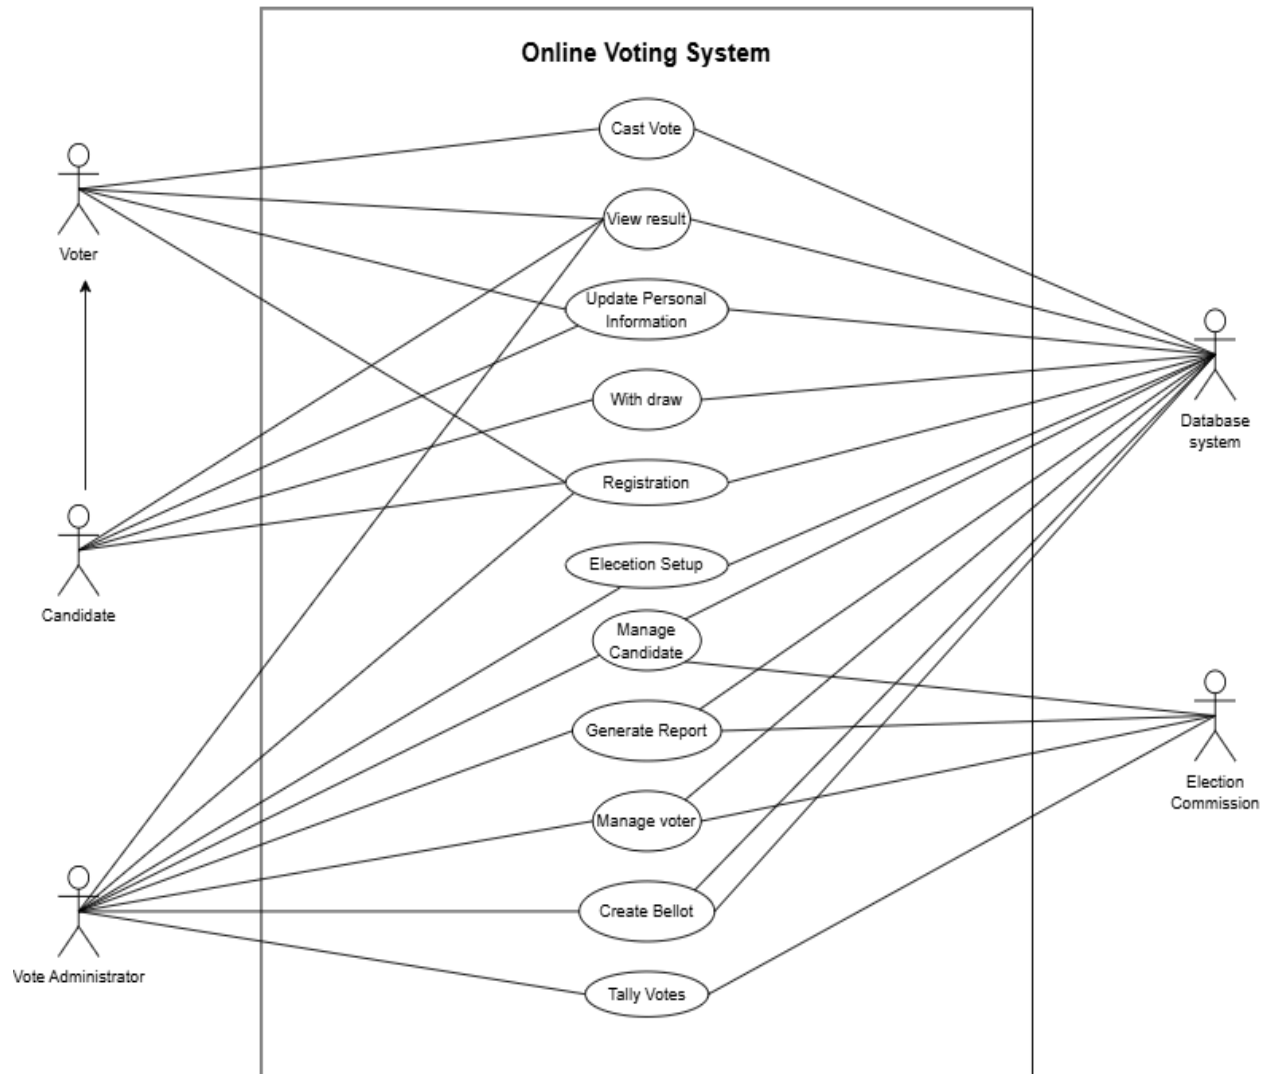 Online Voting System
Cast Vote
Voter
View result
Update Personal
Information
With draw
Database
system
Registration
Candidate
Elecetion Setup
Manage
Candidate
Generate Report
Election
Commission
Manage voter
Create Bellot
Vote Administrator
Tally Votes